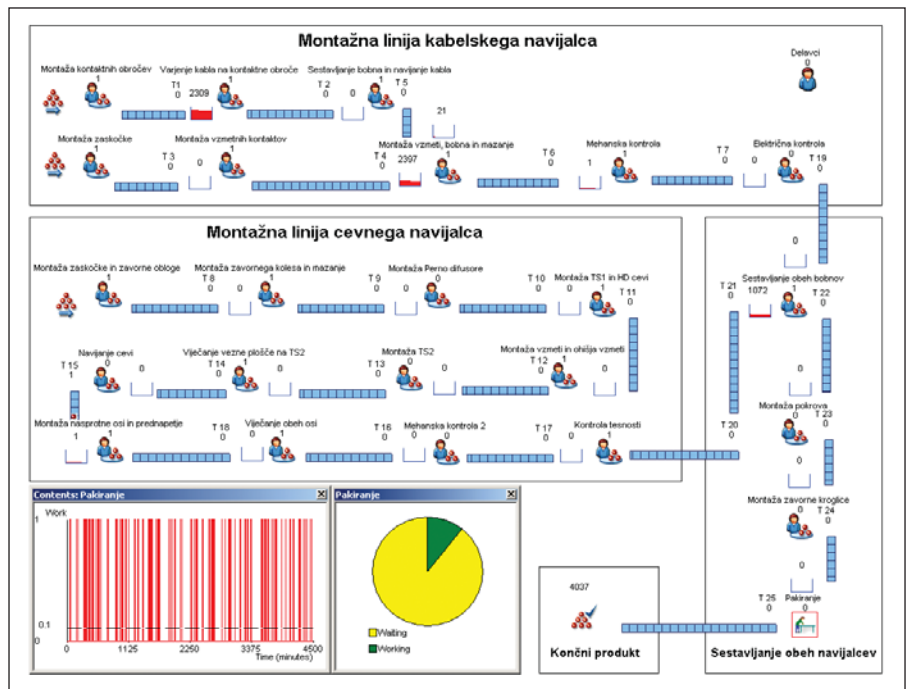 Montažna linija kabelskega navijalca
Delavci
0
Montaža kontaktnih obročev
1
Varjenje kabla na kontaktne obroče
1
Sestavljanje bobna in navijanje kabla
1
T1
0
2309
T 2
0
0
T 5
0
21
Montaža zaskočke
1
Montaža vzmetnih kontaktov
1
Montaža vzmeti, bobna in mazanje
1
Mehanska kontrola
1
Električna kontrola
0
T 3
0
0
T 4
0
2397
T 6
0
1
T 7
0
0
T 19
0
Montažna linija cevnega navijalca
Montaža zaskočke in zavorne obloge
1
Montaža zavornega kolesa in mazanje
1
Montaža Perno difusore
0
Montaža TS1 in HD cevi
1
T 8
0
0
T 9
0
0
T 10
0
0
T 11
0
Navijanje cevi
0
Vijčanje vezne plošče na TS2
0
Montaža TS2
0
Montaža vzmeti in ohišja vzmeti
1
T 15
1
0
T 14
0
0
T 13
0
0
T 12
0
0
Montaža nasprotne osi in prednapetje
1
1
Vijčanje obeh osi
0
Mehanska kontrola 2
0
Kontrola tesnosti
1
T 18
0
0
T 16
0
0
T 17
0
0
T 20
0
0
Sestavljanje obeh bobnov
1
T 21
0
1072
T 22
0
0
Montaža pokrova
0
T 23
0
0
Montaža zavorne kroglice
0
T 24
0
0
T 25
0
Pakiranje
0
Sestavljanje obeh navijalcev
4037
Končni produkt
Contents: Pakiranje
Work
1
0.1
0
0
1125
2250
3375
4500
Time (minutes)
Pakiranje
Waiting
Working